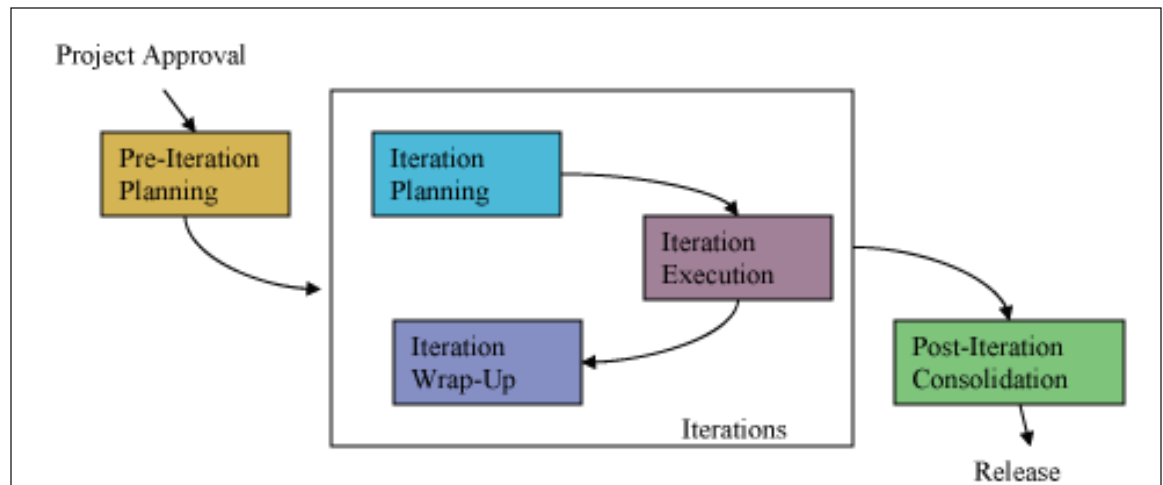 Project Approval
Pre-Iteration
Planning
Iteration
Planning
Iteration
Execution
Iteration
Wrap-Up
Iterations
Post-Iteration
Consolidation
Release